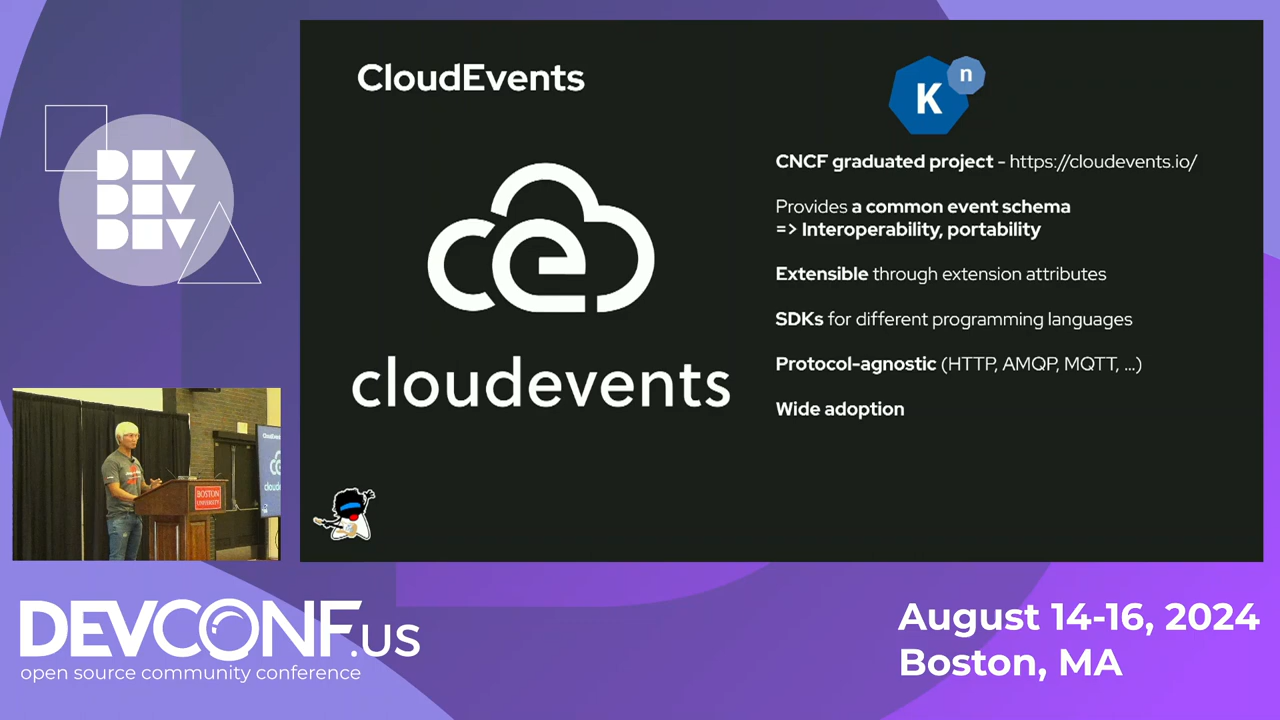 CloudEvents
K
n
CNCF graduated project - https://cloudevents.io/
Provides a common event schema
=> Interoperability, portability
Extensible through extension attributes
SDKs for different programming languages
Protocol-agnostic (HTTP, AMQP, MQTT, ...)
Wide adoption
ce
cloudevents
DEV
DEV
DEV
BOSTON
UNIVERSITY
DEVCONF.us
open source community conference
August 14-16, 2024
Boston, MA